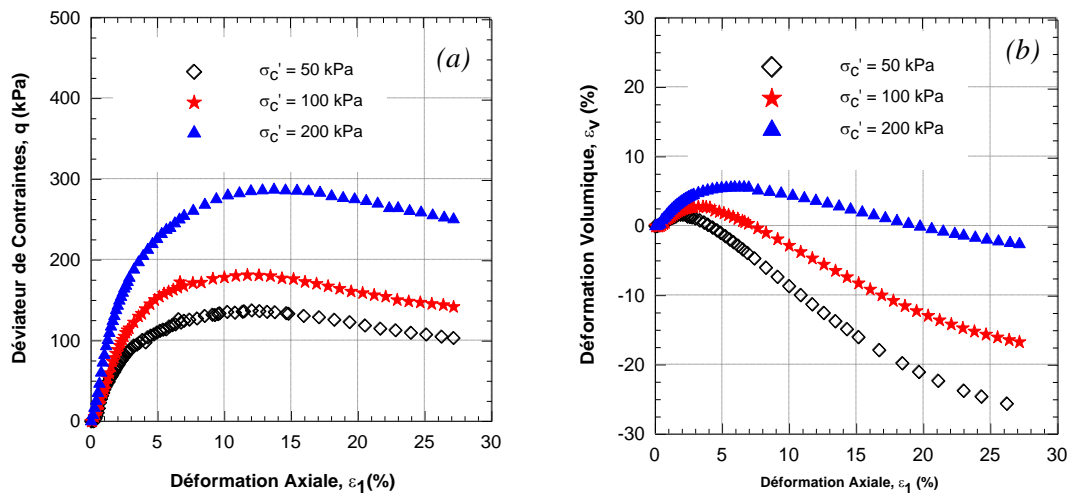 Déviateur de Contraintes, q (kPa)
500
400
300
200
100
0
(a)
σc' = 50 kPa
σc' = 100 kPa
σc' = 200 kPa
0 5 10 15 20 25 30
Déformation Axiale, ε1(%)
Déformation Volumique, εv (%)
30
20
10
0
-10
-20
-30
(b)
σc' = 50 kPa
σc' = 100 kPa
σc' = 200 kPa
0 5 10 15 20 25 30
Déformation Axiale, ε1(%)